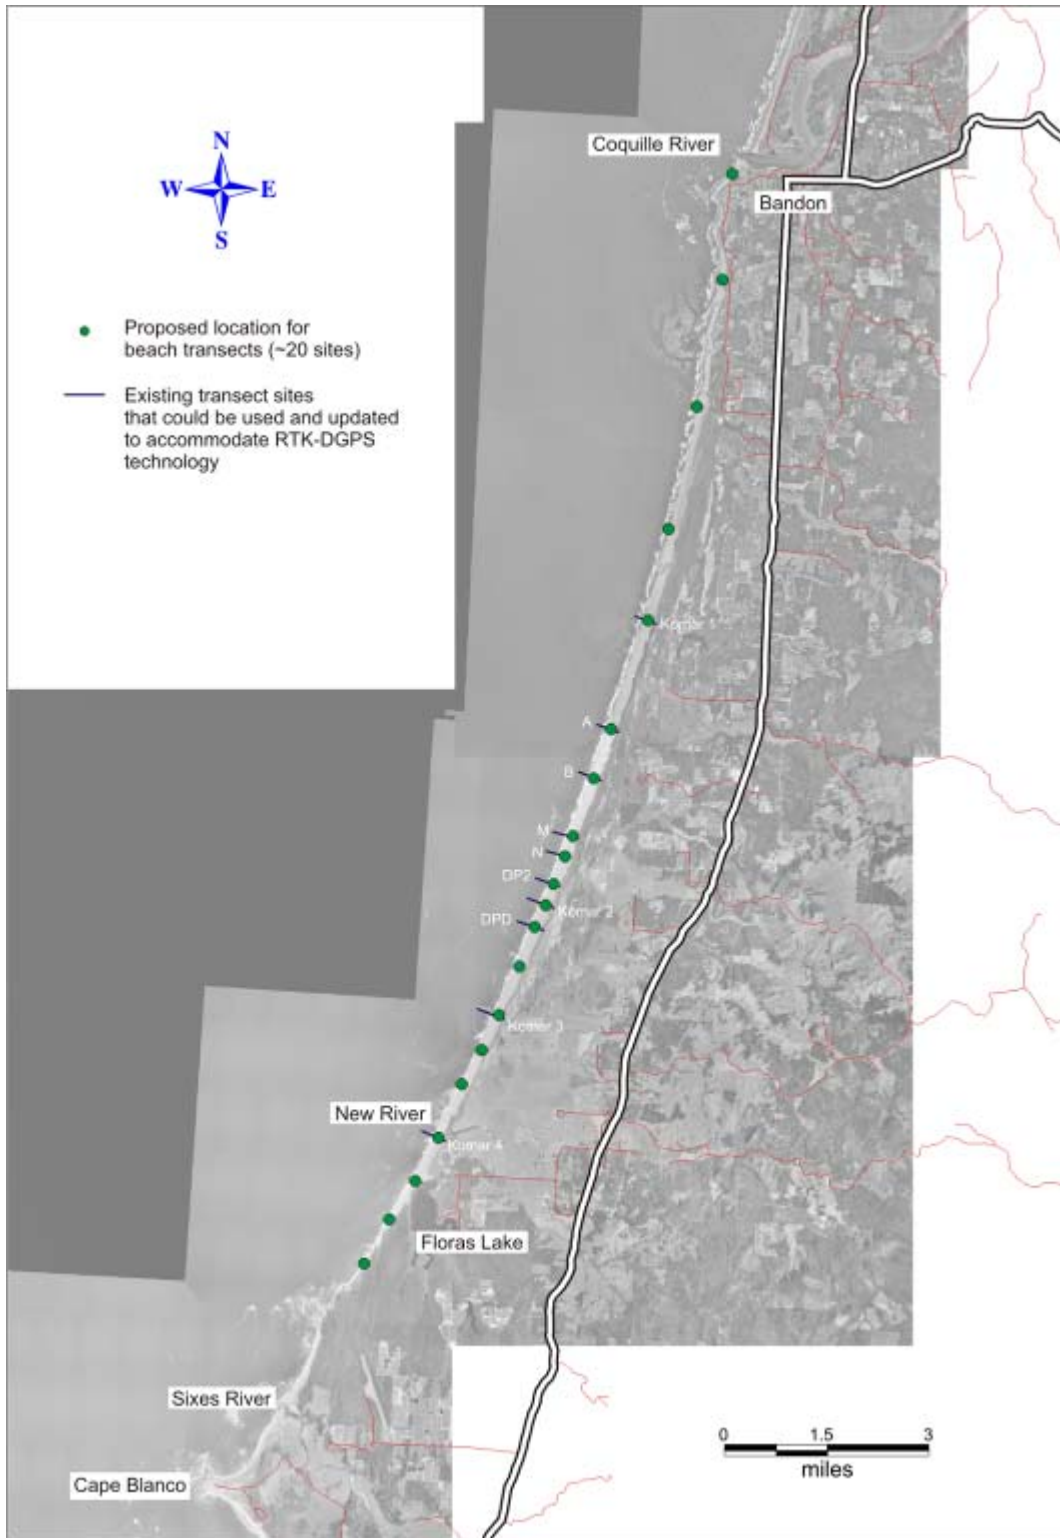 N
W E
S
Coquille River
Bandon
Proposed location for
beach transects (~20 sites)
Existing transect sites
that could be used and updated
to accommodate RTK-DGPS
technology
Komar 1
A
B
M
N
DP2
Komar 2
DPD
Komar 3
New River
Komar 4
Floras Lake
Sixes River
Cape Blanco
0 1.5 3
miles